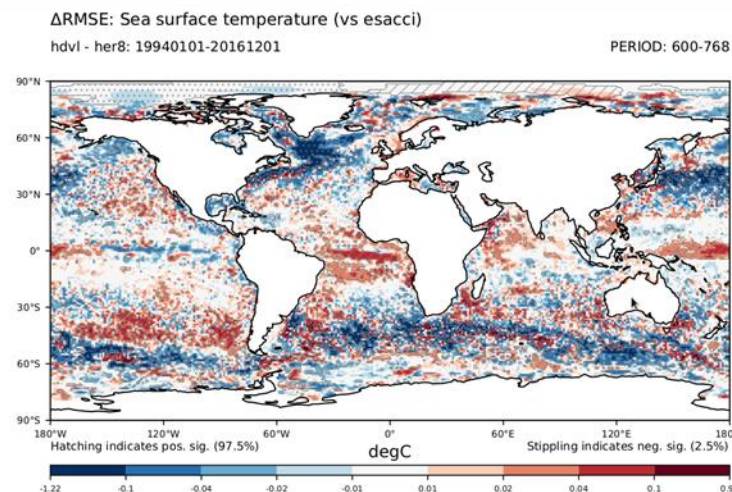 ΔRMSE: Sea surface temperature (vs esacci)
hdvl - her8: 19940101-20161201 PERIOD: 600-768
90°N
60°N
30°N
0°
30°S
60°S
90°S
180°W 120°W 60°W 0° 60°E 120°E 180°
Hatching indicates pos. sig. (97.5%) degC Stippling indicates neg. sig. (2.5%)
-1.22 -0.1 -0.04 -0.02 -0.01 0.01 0.02 0.04 0.1